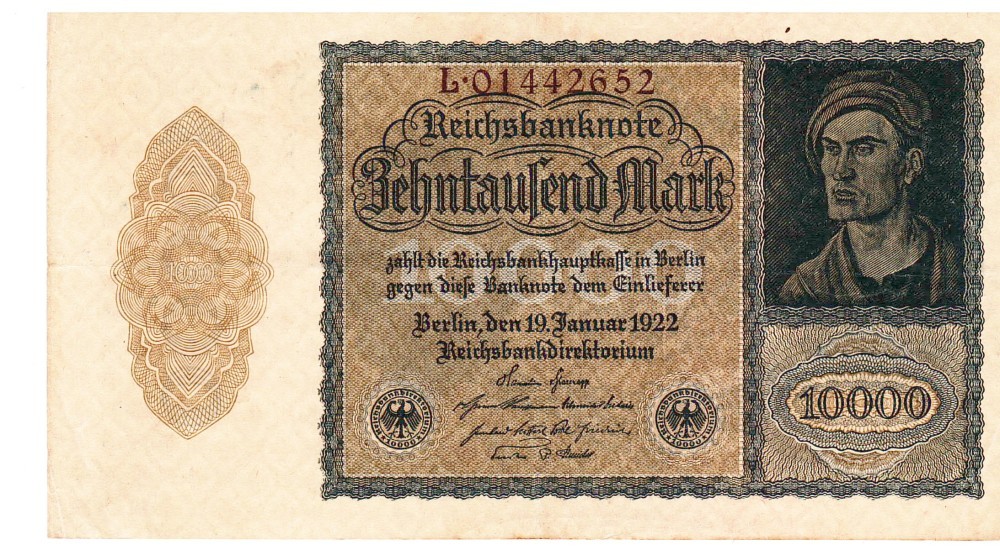 L·01442652
Reichsbanknote
Zehntausend Mark
10000
zahlt die Reichsbankhauptkasse in Berlin
gegen diese Banknote dem Einlieferer
Berlin, den 19. Januar 1922
Reichsbankdirektorium
10000